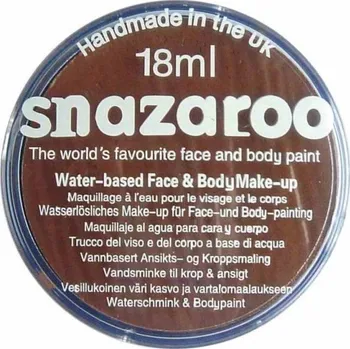 Handmade in the UK
18ml
snazaroo
The world's favourite face and body paint
Water-based Face & BodyMake-up
Maquillage à l'eau pour le visage et le corps
Wasserlösliches Make-up für Face-und Body-painting
Maquillaje al agua para cara y cuerpo
Trucco del viso e del corpo a base di acqua
Vannbasert Ansikts- og Kroppsmaling
Vandsminke til krop & ansigt
Vesiliukoinen väri kasvo ja vartalomaalaukseen
Waterschmink & Bodypaint